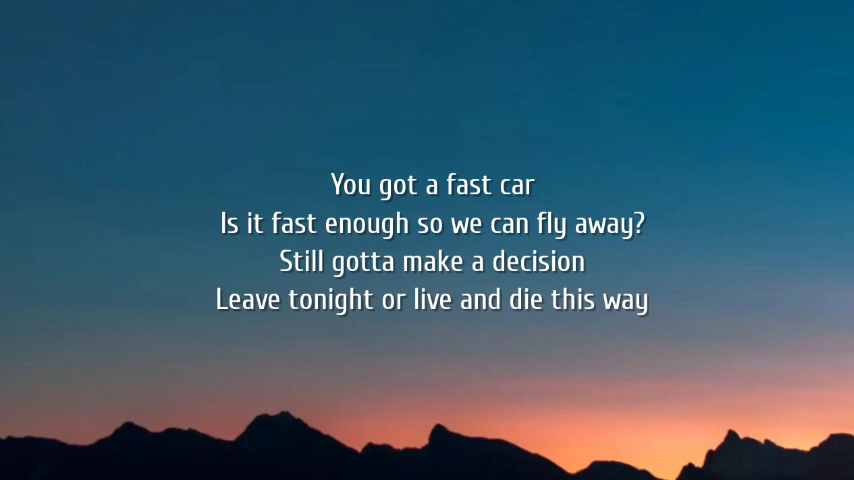 You got a fast car
Is it fast enough so we can fly away?
Still gotta make a decision
Leave tonight or live and die this way